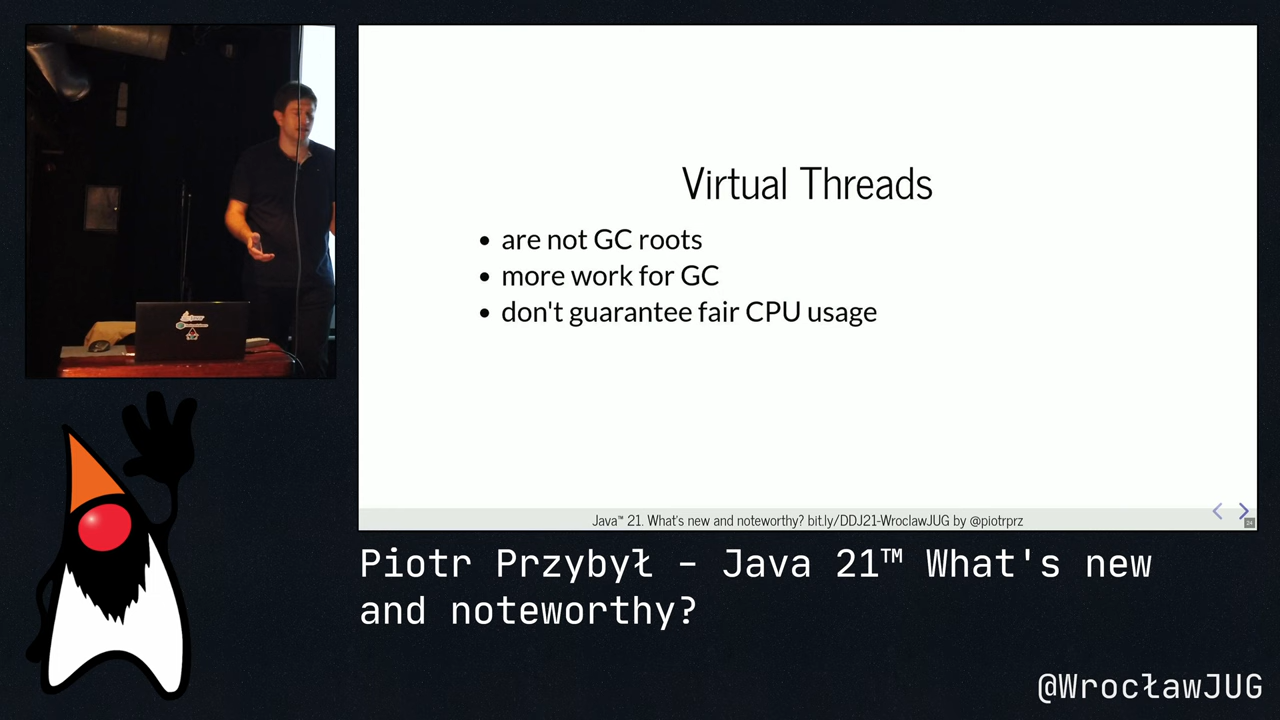 Virtual Threads
are not GC roots
more work for GC
don't guarantee fair CPU usage
Java™ 21. What's new and noteworthy? bit.ly/DDJ21-WroclawJUG by @piotrprz
Piotr Przybył – Java 21™ What's new
and noteworthy?
@WrocławJUG